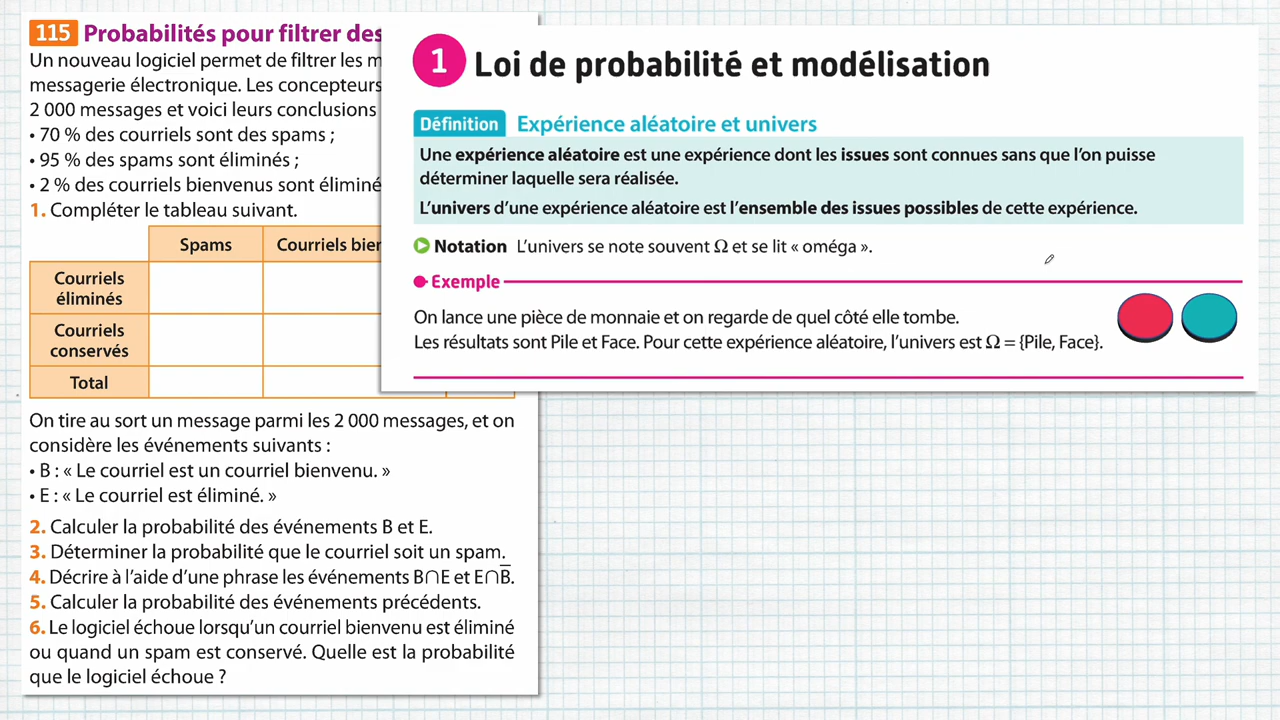 115 Probabilités pour filtrer des
Un nouveau logiciel permet de filtrer les m
messagerie électronique. Les concepteurs
2 000 messages et voici leurs conclusions
• 70 % des courriels sont des spams ;
• 95 % des spams sont éliminés ;
• 2 % des courriels bienvenus sont éliminé
1. Compléter le tableau suivant.
Spams Courriels bien
Courriels
éliminés
Courriels
conservés
Total
On tire au sort un message parmi les 2 000 messages, et on
considère les événements suivants :
• B : « Le courriel est un courriel bienvenu. »
• E : « Le courriel est éliminé. »
2. Calculer la probabilité des événements B et E.
3. Déterminer la probabilité que le courriel soit un spam.
4. Décrire à l'aide d'une phrase les événements B∩E et E∩B̅.
5. Calculer la probabilité des événements précédents.
6. Le logiciel échoue lorsqu'un courriel bienvenu est éliminé
ou quand un spam est conservé. Quelle est la probabilité
que le logiciel échoue ?
1 Loi de probabilité et modélisation
Définition Expérience aléatoire et univers
Une expérience aléatoire est une expérience dont les issues sont connues sans que l'on puisse
déterminer laquelle sera réalisée.
L'univers d'une expérience aléatoire est l'ensemble des issues possibles de cette expérience.
Notation L'univers se note souvent Ω et se lit « oméga ».
Exemple
On lance une pièce de monnaie et on regarde de quel côté elle tombe.
Les résultats sont Pile et Face. Pour cette expérience aléatoire, l'univers est Ω = {Pile, Face}.